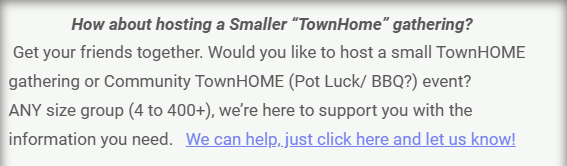 How about hosting a Smaller “TownHome” gathering?
Get your friends together. Would you like to host a small TownHOME
gathering or Community TownHOME (Pot Luck/ BBQ?) event?
ANY size group (4 to 400+), we’re here to support you with the
information you need. We can help, just click here and let us know!